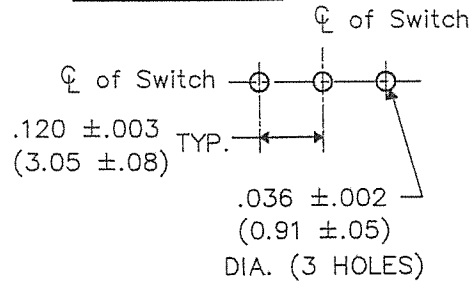 ℄ of Switch
℄ of Switch
.120 ±.003 TYP.
(3.05 ±.08)
.036 ±.002
(0.91 ±.05)
DIA. (3 HOLES)